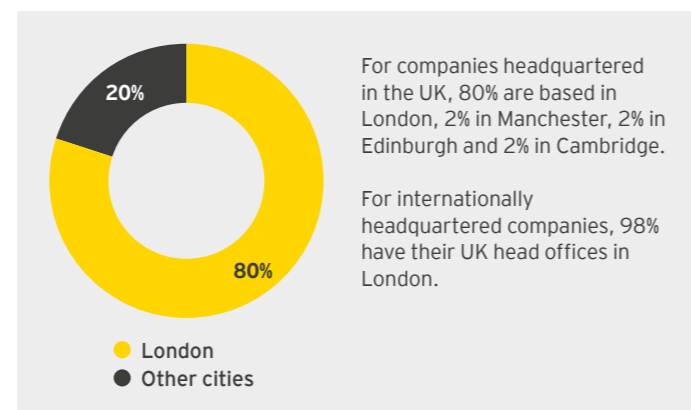 20%
80%
London
Other cities
For companies headquartered
in the UK, 80% are based in
London, 2% in Manchester, 2% in
Edinburgh and 2% in Cambridge.
For internationally
headquartered companies, 98%
have their UK head offices in
London.